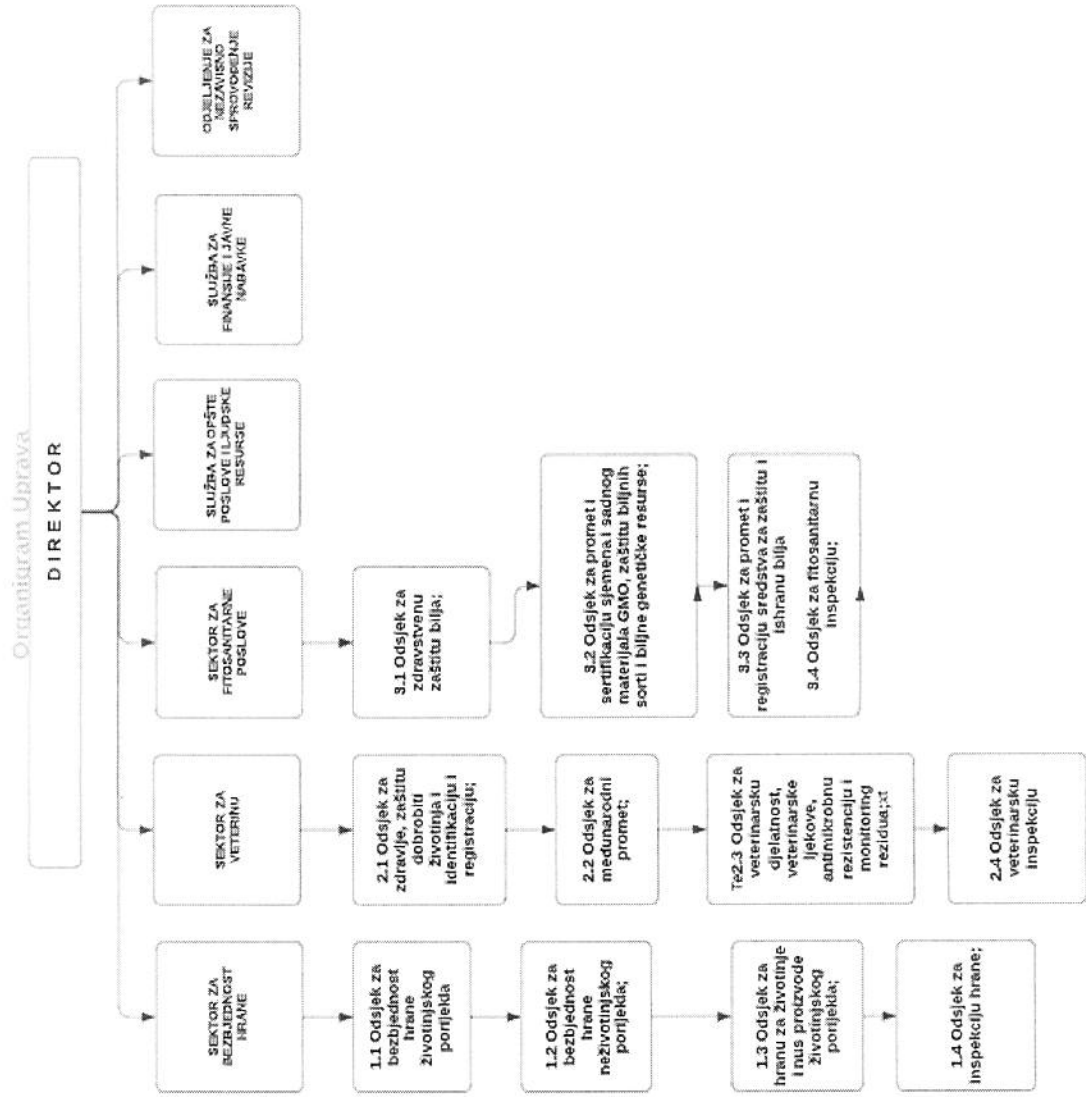 Organigram Uprava
DIREKTOR
SEKTOR ZA
BEZBJEDNOST
HRANE
SEKTOR ZA
VETERINU
SEKTOR ZA
FITOSANITARNE
POSLOVE
SLUŽBA ZA OPŠTE
POSLOVE I LJUDSKE
RESURSE
SLUŽBA ZA
FINANSIJE I JAVNE
NABAVKE
ODJELJENJE ZA
NEZAVISNO
SPROVOĐENJE
REVIZIJE
1.1 Odsjek za
bezbjednost
hrane
životinjskog
porijekla
1.2 Odsjek za
bezbjednost
hrane
neživotinjskog
porijekla;
1.3 Odsjek za
hranu za životinje
i nus proizvode
životinjskog
porijekla;
1.4 Odsjek za
inspekciju hrane;
2.1 Odsjek za
zdravlje, zaštitu
dobrobiti
životinja i
identifikaciju i
registraciju;
2.2 Odsjek za
međunarodni
promet;
Te2.3 Odsjek za
veterinarsku
djelatnost,
veterinarske
ljekove,
antimikrobnu
rezistenciju i
monitoring
rezidua;xt
2.4 Odsjek za
veterinarsku
inspekciju
3.1 Odsjek za
zdravstvenu
zaštitu bilja;
3.2 Odsjek za promet i
sertifikaciju sjemena i sadnog
materijala GMO, zaštitu biljnih
sorti i biljne genetičke resurse;
3.3 Odsjek za promet i
registraciju sredstva za zaštitu i
ishranu bilja
3.4 Odsjek za fitosanitarnu
inspekciju;